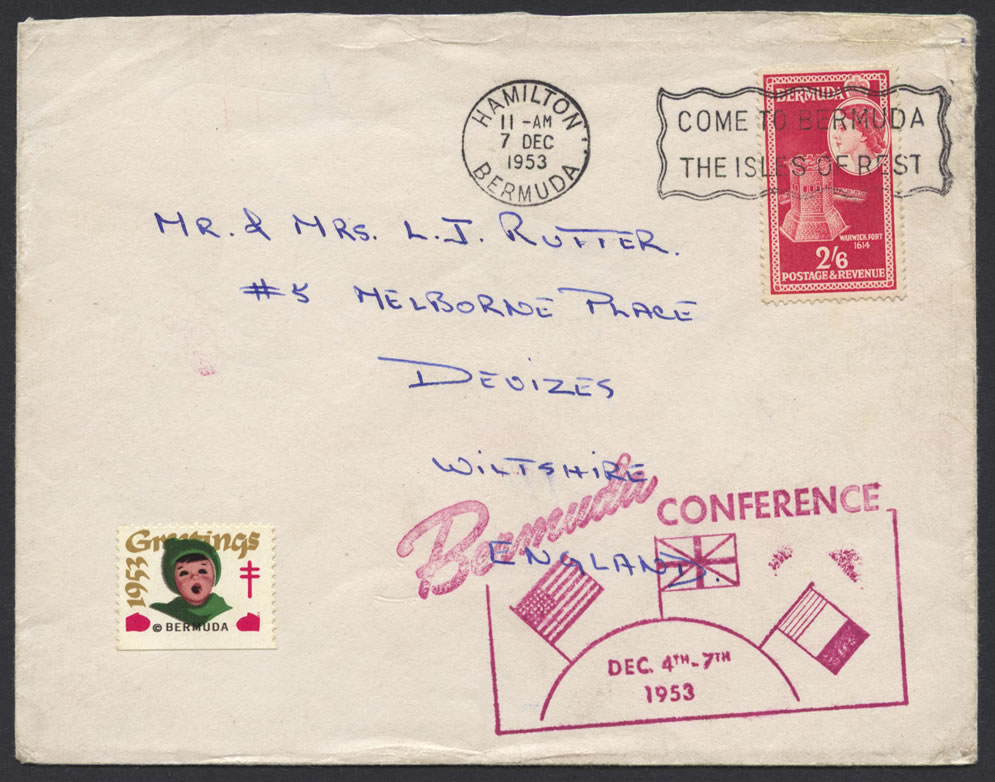 HAMILTON
11 -AM
7 DEC
1953
BERMUDA
COME TO BERMUDA
THE ISLES OF REST
BERMUDA
WARWICK FORT
1614
2/6
POSTAGE & REVENUE
MR. & MRS. L.J. RUTTER.
#5 MELBORNE PLACE
DEVIZES
WILTSHIRE
ENGLAND.
Bermuda CONFERENCE
DEC. 4TH-7TH
1953
Greetings
1953
© BERMUDA